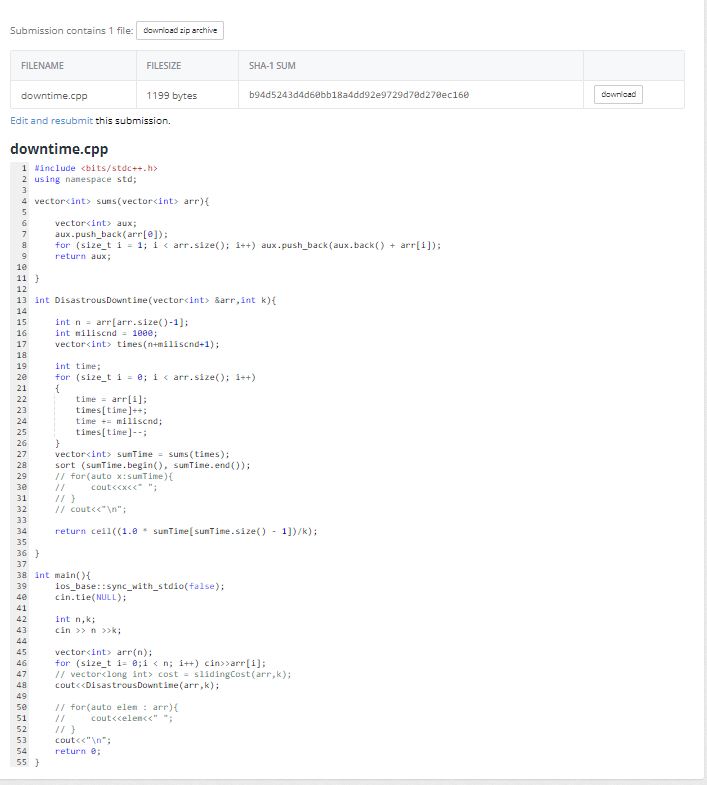 Submission contains 1 file: download zip archive
FILENAME FILESIZE SHA-1 SUM
downtime.cpp 1199 bytes b94d5243d4d60bb18a4dd92e9729d70d270ec160 download
Edit and resubmit this submission.
downtime.cpp
1 #include <bits/stdc++.h>
2 using namespace std;
3
4 vector<int> sums(vector<int> arr){
5
6 vector<int> aux;
7 aux.push_back(arr[0]);
8 for (size_t i = 1; i < arr.size(); i++) aux.push_back(aux.back() + arr[i]);
9 return aux;
10
11 }
12
13 int DisastrousDowntime(vector<int> &arr,int k){
14
15 int n = arr[arr.size()-1];
16 int miliscnd = 1000;
17 vector<int> times(n+miliscnd+1);
18
19 int time;
20 for (size_t i = 0; i < arr.size(); i++)
21 {
22 time = arr[i];
23 times[time]++;
24 time += miliscnd;
25 times[time]--;
26 }
27 vector<int> sumTime = sums(times);
28 sort (sumTime.begin(), sumTime.end());
29 // for(auto x:sumTime){
30 // cout<<x<<" ";
31 // }
32 // cout<<"\n";
33
34 return ceil((1.0 * sumTime[sumTime.size() - 1])/k);
35
36 }
37
38 int main(){
39 ios_base::sync_with_stdio(false);
40 cin.tie(NULL);
41
42 int n,k;
43 cin >> n >>k;
44
45 vector<int> arr(n);
46 for (size_t i= 0;i < n; i++) cin>>arr[i];
47 // vector<long int> cost = slidingCost(arr,k);
48 cout<<DisastrousDowntime(arr,k);
49
50 // for(auto elem : arr){
51 // cout<<elem<<" ";
52 // }
53 cout<<"\n";
54 return 0;
55 }